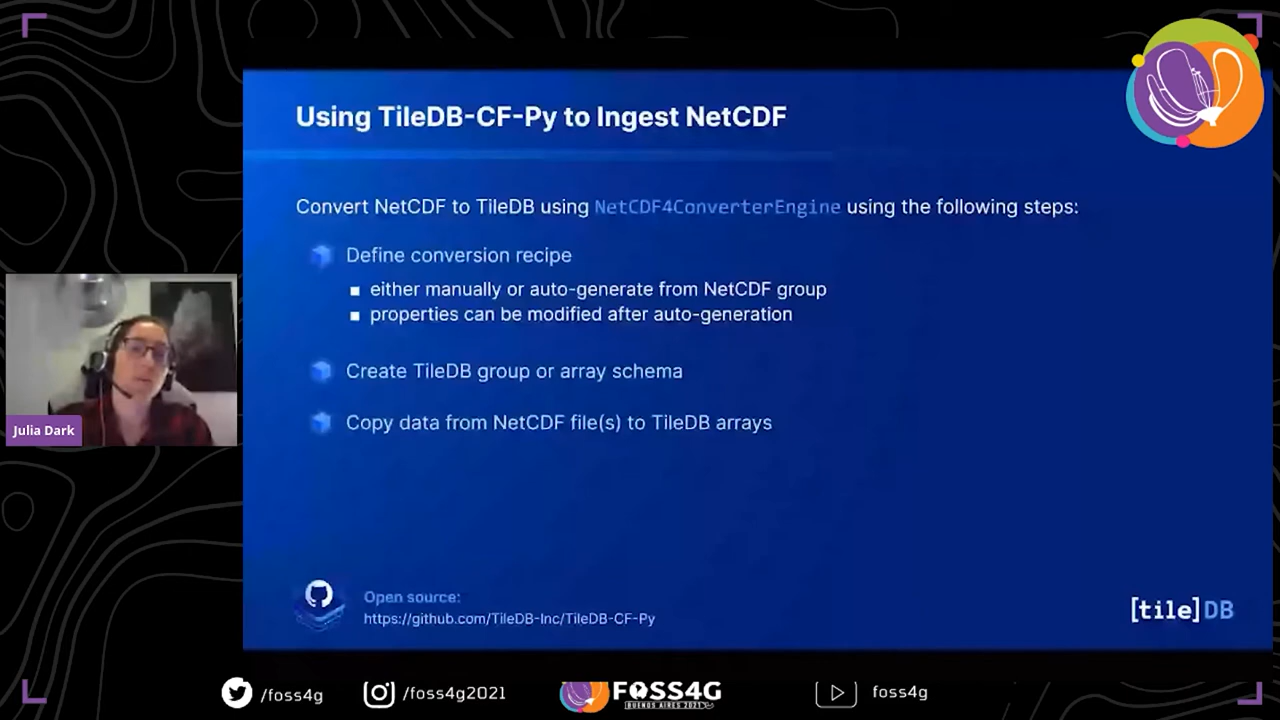 Using TileDB-CF-Py to Ingest NetCDF
Convert NetCDF to TileDB using NetCDF4ConverterEngine using the following steps:
Define conversion recipe
either manually or auto-generate from NetCDF group
properties can be modified after auto-generation
Create TileDB group or array schema
Copy data from NetCDF file(s) to TileDB arrays
Julia Dark
Open source:
https://github.com/TileDB-Inc/TileDB-CF-Py
[tile]DB
/foss4g
/foss4g2021
FOSS4G
BUENOS AIRES 2021
foss4g